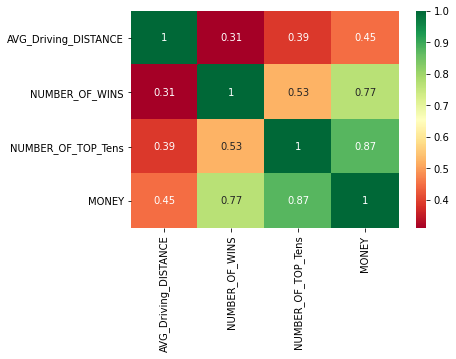 AVG_Driving_DISTANCE 1 0.31 0.39 0.45
NUMBER_OF_WINS 0.31 1 0.53 0.77
NUMBER_OF_TOP_Tens 0.39 0.53 1 0.87
MONEY 0.45 0.77 0.87 1
AVG_Driving_DISTANCE
NUMBER_OF_WINS
NUMBER_OF_TOP_Tens
MONEY
1.0
0.9
0.8
0.7
0.6
0.5
0.4